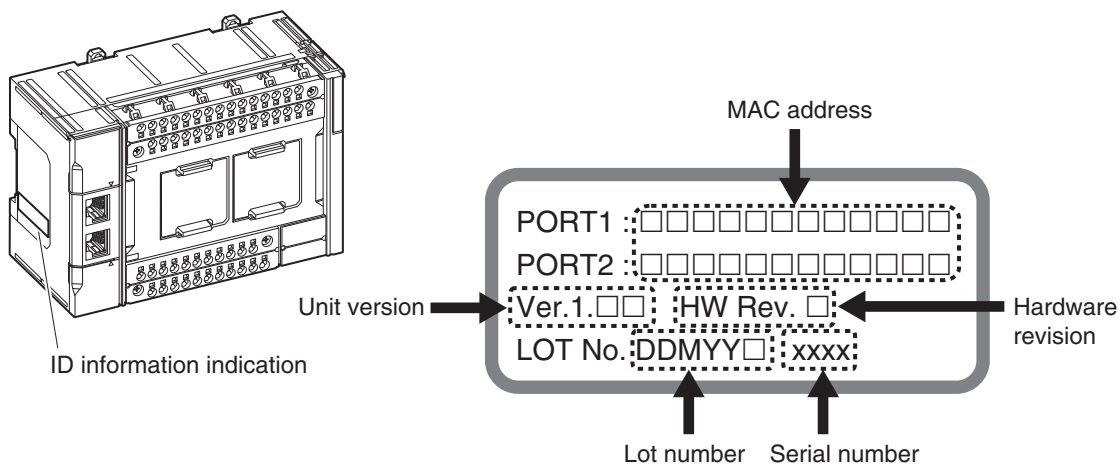 MAC address
PORT1 :□□□□□□□□□□□□
PORT2 :□□□□□□□□□□□□
Unit version
Ver.1.□□ HW Rev. □
Hardware
revision
LOT No. DDMYY□ xxxx
ID information indication
Lot number Serial number